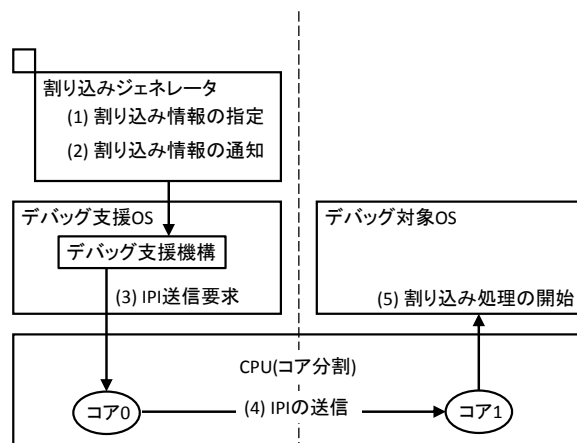 割り込みジェネレータ
(1) 割り込み情報の指定
(2) 割り込み情報の通知
デバッグ支援OS
デバッグ支援機構
(3) IPI送信要求
デバッグ対象OS
(5) 割り込み処理の開始
CPU(コア分割)
コア0
(4) IPIの送信
コア1